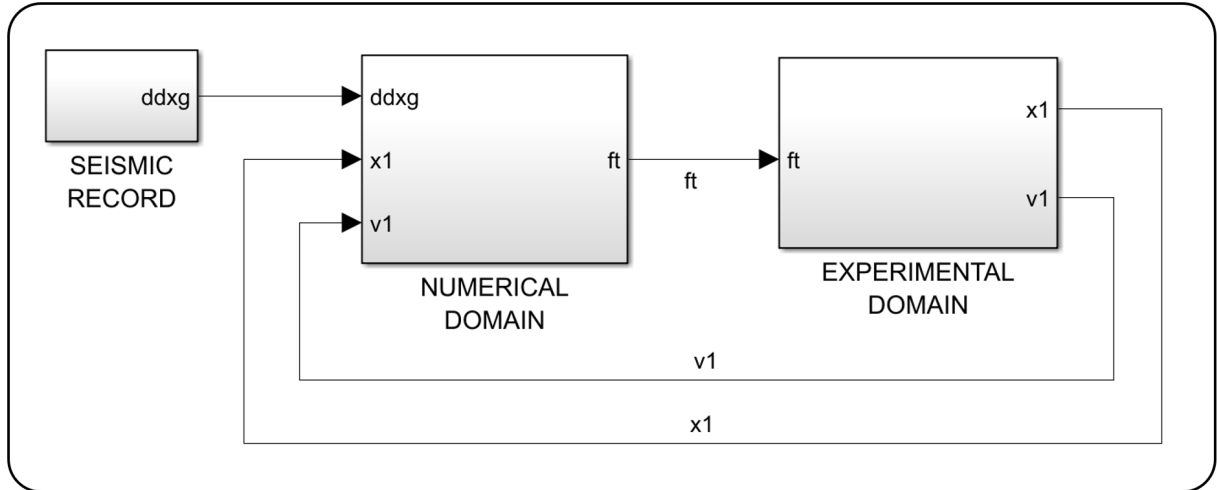 ddxg
SEISMIC
RECORD
ddxg
x1
v1
ft
NUMERICAL
DOMAIN
ft
ft
x1
v1
EXPERIMENTAL
DOMAIN
v1
x1